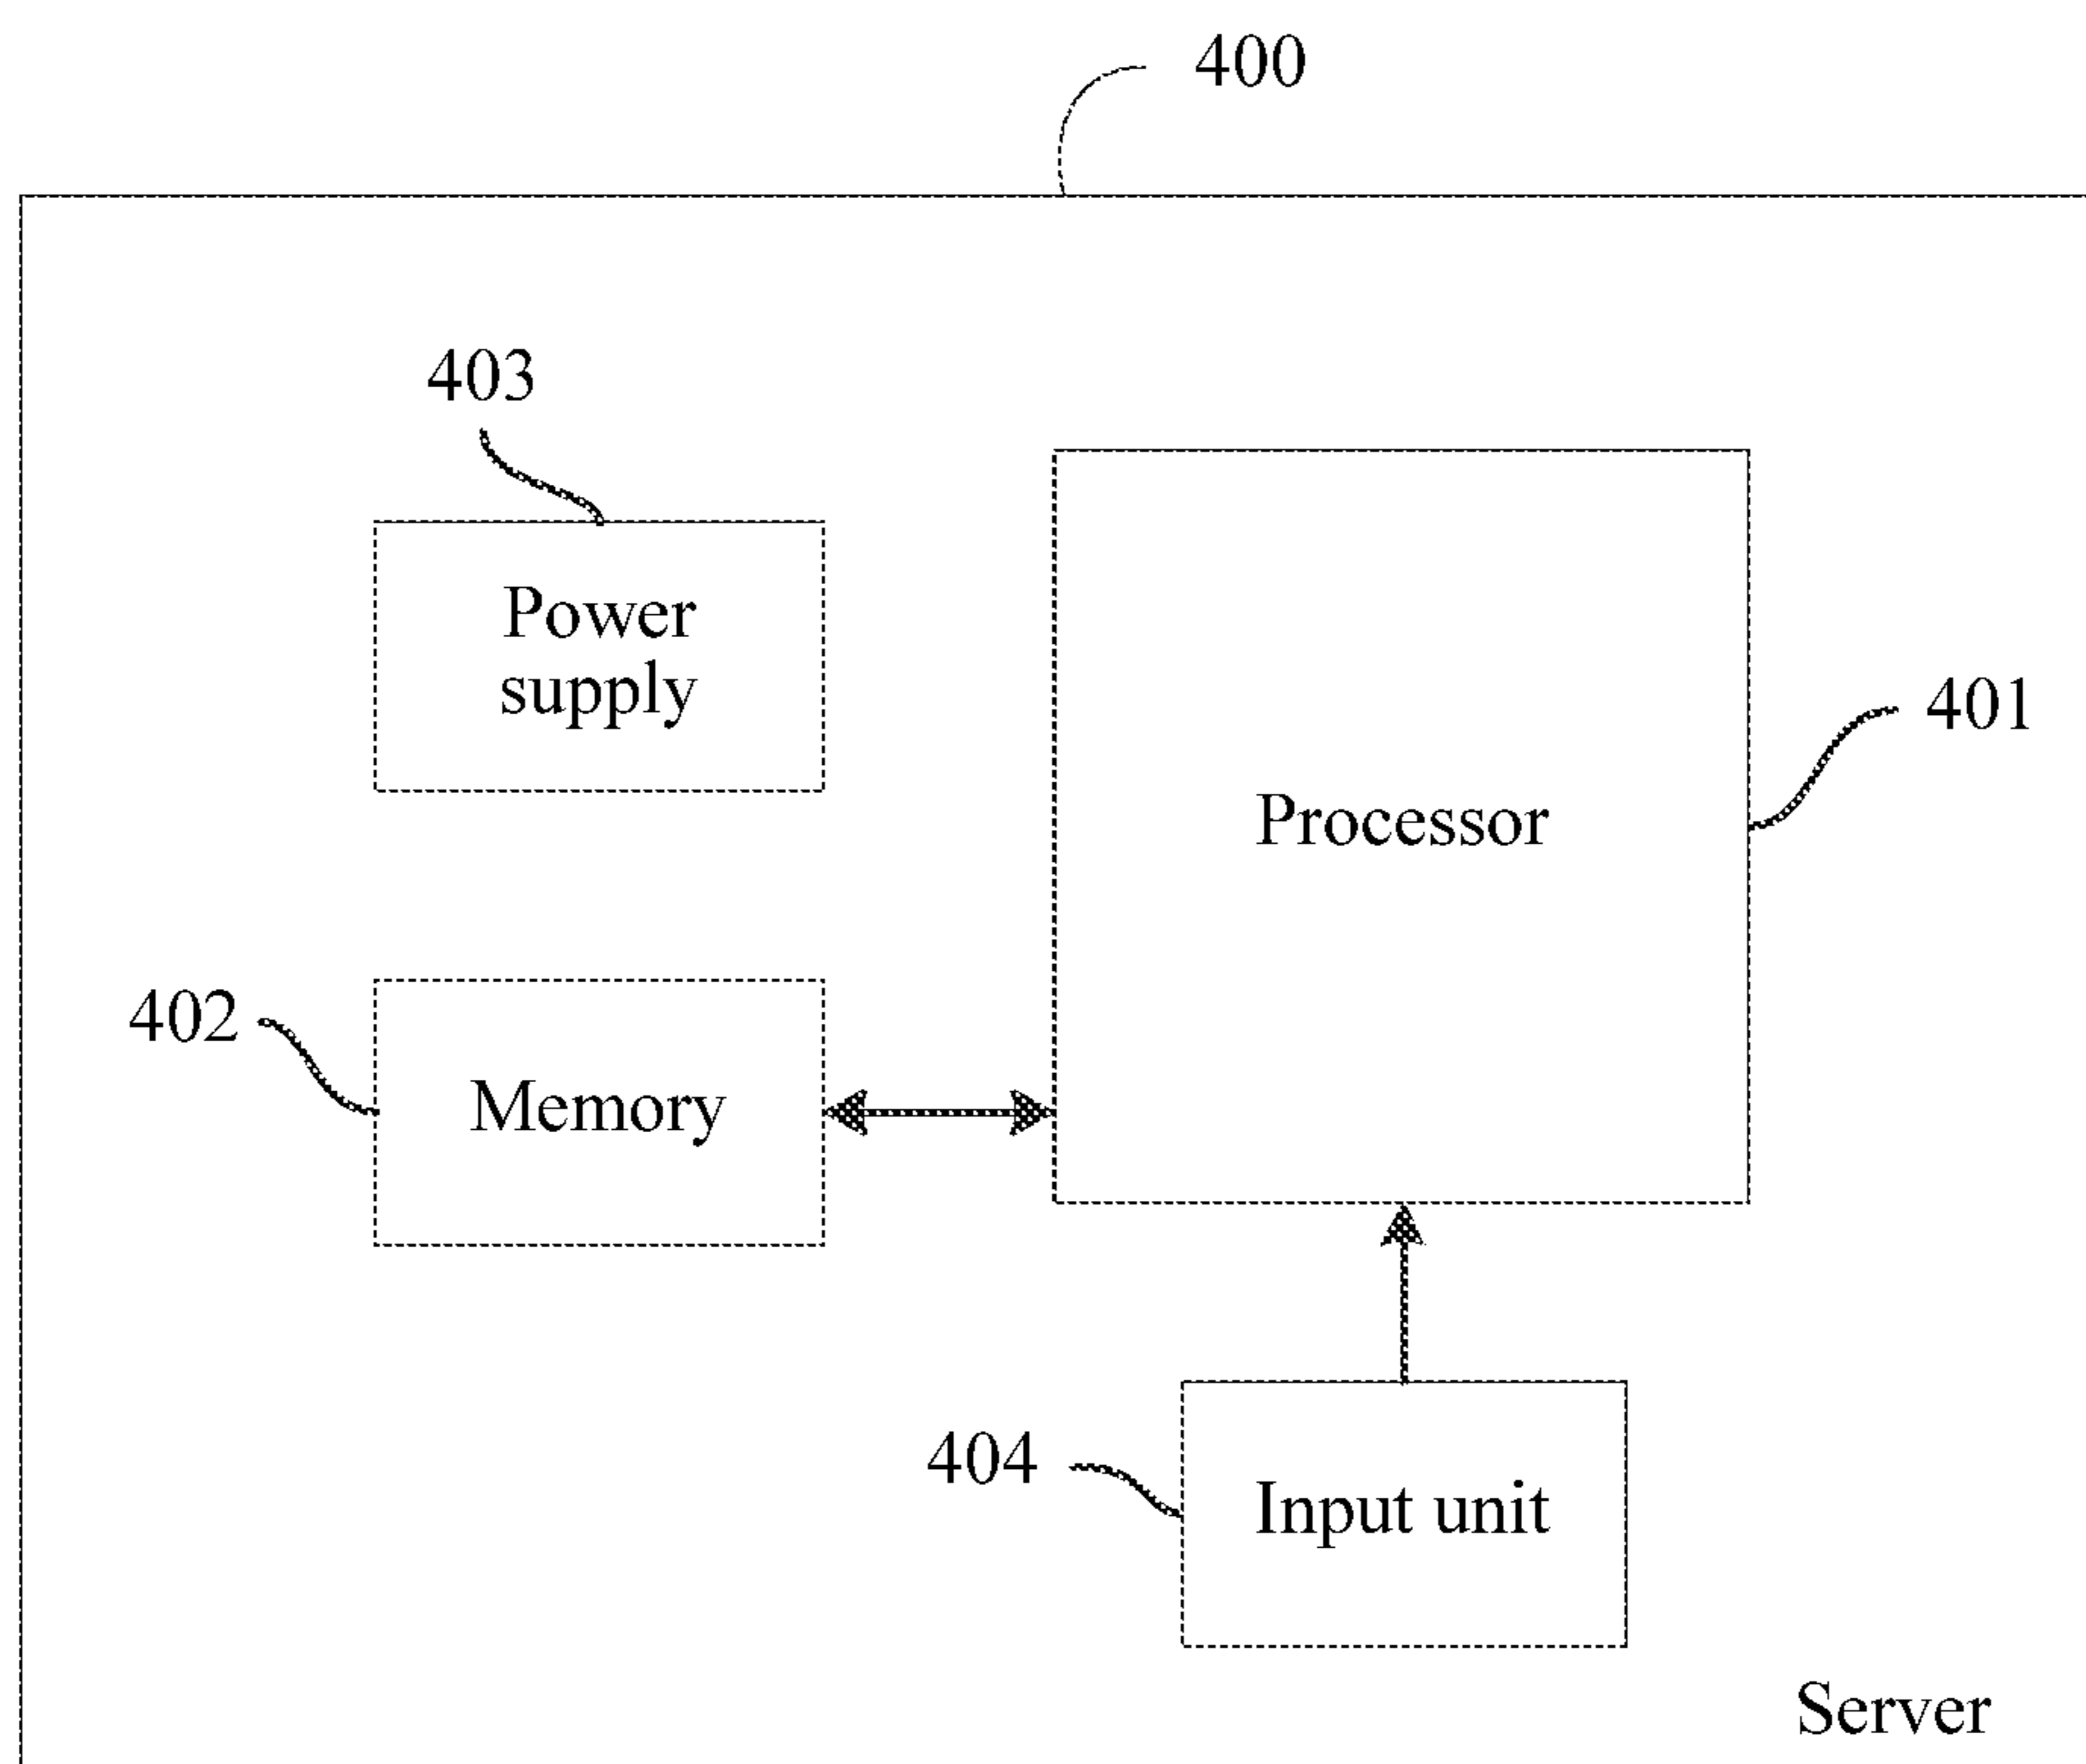 400
403
Power
supply
401
Processor
402
Memory
404
Input unit
Server